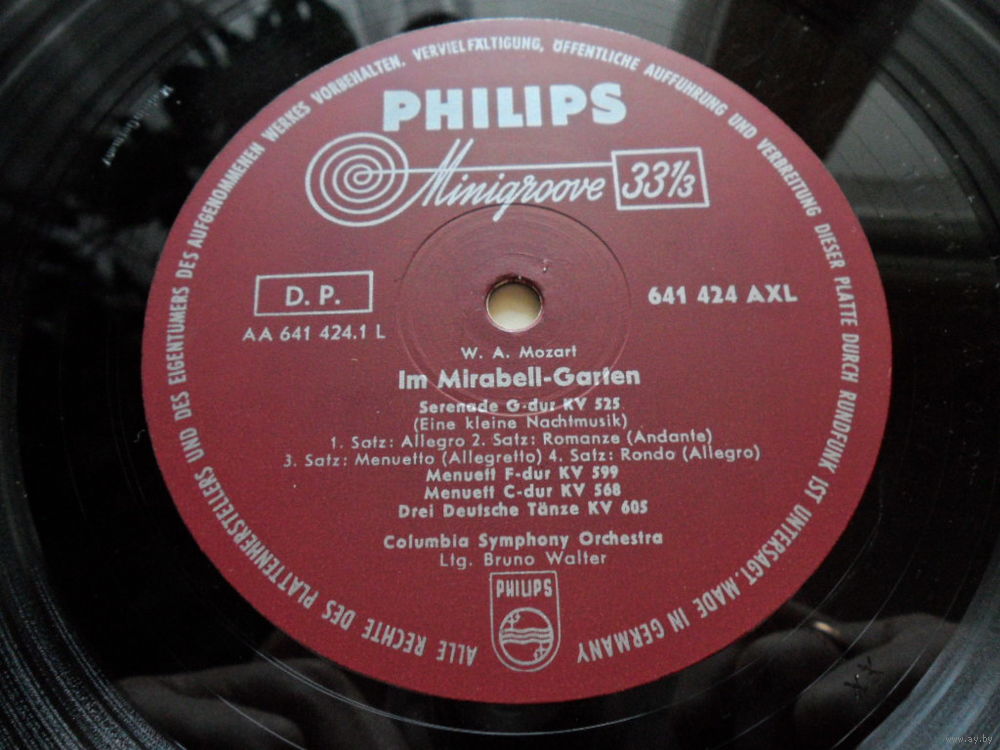 ALLE RECHTE DES PLATTENHERSTELLERS UND DES EIGENTUMERS DES AUFGENOMMENEN WERKES VORBEHALTEN. VERVIELFÄLTIGUNG, ÖFFENTLICHE AUFFUHRUNG UND VERBREITUNG DIESER PLATTE DURCH RUNDFUNK IST UNTERSAGT. MADE IN GERMANY
PHILIPS
Minigroove 33⅓
D. P.
641 424 AXL
AA 641 424.1 L
W. A. Mozart
Im Mirabell-Garten
Serenade G-dur KV 525
(Eine kleine Nachtmusik)
1. Satz: Allegro 2. Satz: Romanze (Andante)
3. Satz: Menuetto (Allegretto) 4. Satz: Rondo (Allegro)
Menuett F-dur KV 599
Menuett C-dur KV 568
Drei Deutsche Tänze KV 605
Columbia Symphony Orchestra
Ltg. Bruno Walter
PHILIPS
www.ay.by